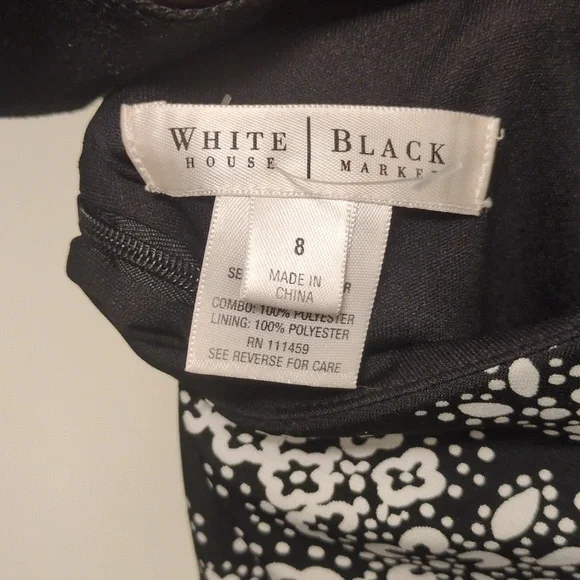 WHITE | BLACK
HOUSE MARKET
8
MADE IN
CHINA
COMBO: 100% POLYESTER
LINING: 100% POLYESTER
RN 111459
SEE REVERSE FOR CARE